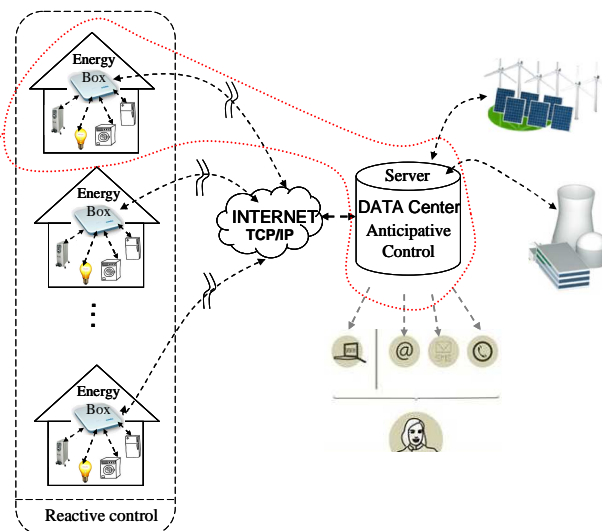 Energy
Box
Energy
Box
Energy
Box
Reactive control
INTERNET
TCP/IP
Server
DATA Center
Anticipative
Control
@
SMS